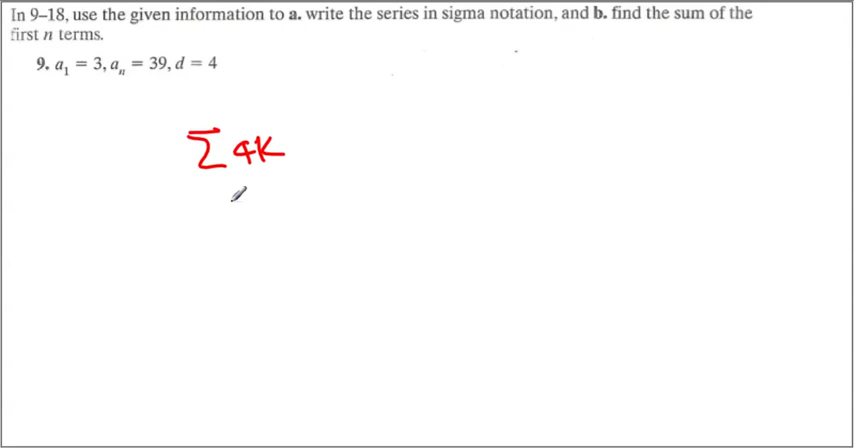 In 9–18, use the given information to a. write the series in sigma notation, and b. find the sum of the
first n terms.
9. a₁ = 3, aₙ = 39, d = 4
Σ 4K